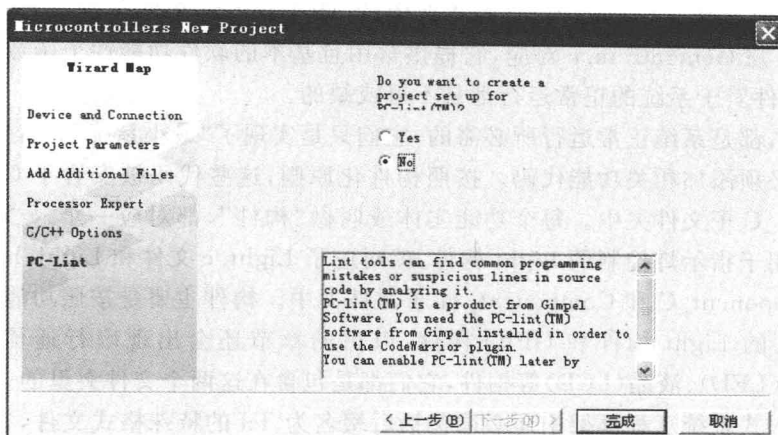 Microcontrollers New Project
Wizard Map
Device and Connection
Project Parameters
Add Additional Files
Processor Expert
C/C++ Options
PC-Lint
Do you want to create a
project set up for
PC-lint(TM)?
Yes
No
Lint tools can find common programming
mistakes or suspicious lines in source
code by analyzing it.
PC-lint(TM) is a product from Gimpel
Software. You need the PC-lint(TM)
software from Gimpel installed in order to
use the CodeWarrior plugin.
You can enable PC-lint(TM) later by
<上一步(B) 下一步(N)> 完成 取消